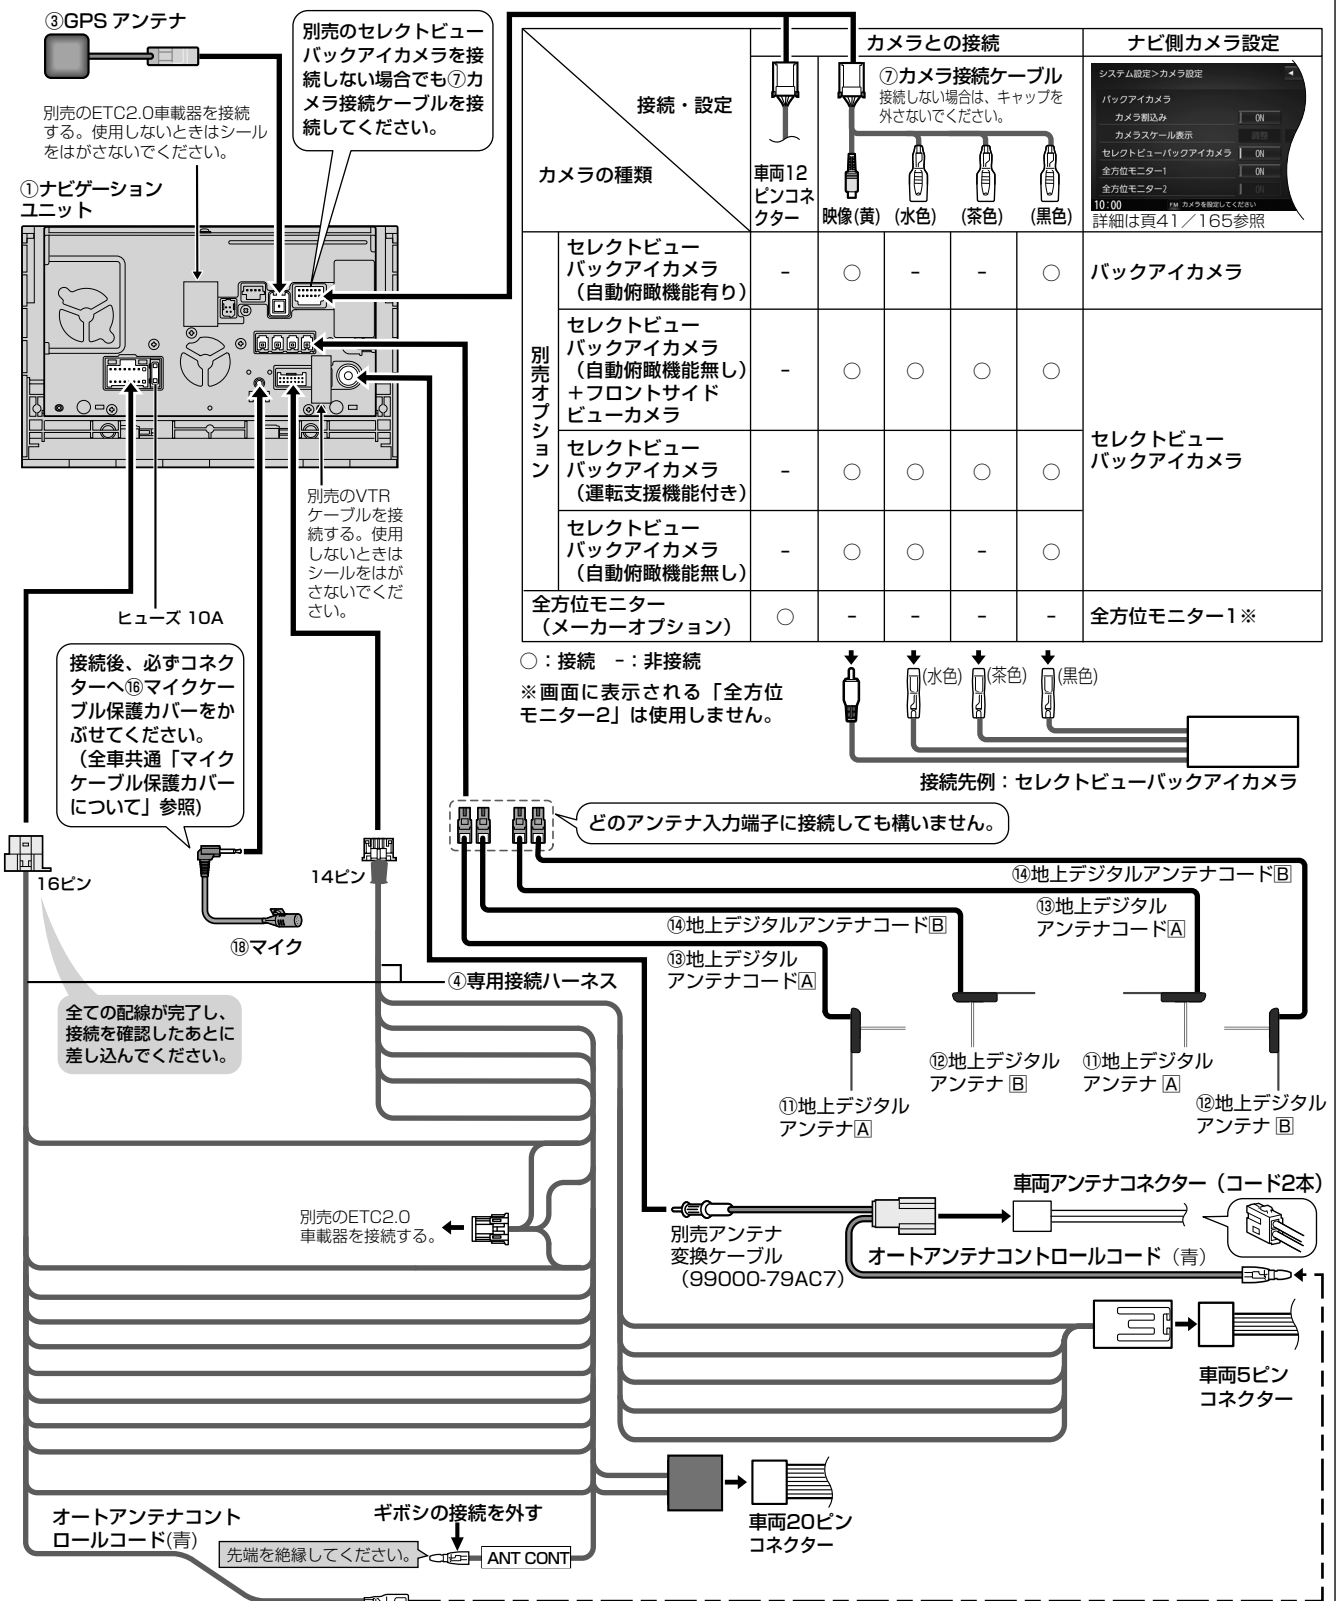 ③GPS アンテナ
別売のETC2.0車載器を接続
する。使用しないときはシール
をはがさないでください。
①ナビゲーション
ユニット
別売のセレクトビュー
バックアイカメラを接
続しない場合でも⑦カ
メラ接続ケーブルを接
続してください。
接続・設定
カメラの種類
カメラとの接続
ナビ側カメラ設定
車両12
ピンコネ
クター
⑦カメラ接続ケーブル
接続しない場合は、キャップを
外さないでください。
映像(黄) (水色) (茶色) (黒色)
システム設定>カメラ設定
バックアイカメラ
カメラ割込み ON
カメラスケール表示 調整
セレクトビューバックアイカメラ ON
全方位モニター1 ON
全方位モニター2 ON
10:00 FM カメラを設定してください
詳細は頁41／165参照
別売オプション
セレクトビュー
バックアイカメラ
（自動俯瞰機能有り）
− ○ − − ○
バックアイカメラ
セレクトビュー
バックアイカメラ
（自動俯瞰機能無し）
＋フロントサイド
ビューカメラ
− ○ ○ ○ ○
セレクトビュー
バックアイカメラ
セレクトビュー
バックアイカメラ
（運転支援機能付き）
− ○ ○ ○ ○
セレクトビュー
バックアイカメラ
（自動俯瞰機能無し）
− ○ ○ − ○
全方位モニター
（メーカーオプション）
○ − − − −
全方位モニター1※
○：接続　−：非接続
※画面に表示される「全方位
モニター2」は使用しません。
(水色) (茶色) (黒色)
接続先例：セレクトビューバックアイカメラ
別売のVTR
ケーブルを接
続する。使用
しないときは
シールをはが
さないでくだ
さい。
ヒューズ 10A
接続後、必ずコネク
ターへ⑯マイクケー
ブル保護カバーをか
ぶせてください。
（全車共通「マイク
ケーブル保護カバー
について」参照)
16ピン
14ピン
⑱マイク
どのアンテナ入力端子に接続しても構いません。
⑭地上デジタルアンテナコードB
⑬地上デジタル
アンテナコードA
⑭地上デジタルアンテナコードB
⑬地上デジタル
アンテナコードA
④専用接続ハーネス
全ての配線が完了し、
接続を確認したあとに
差し込んでください。
⑫地上デジタル
アンテナ B
⑪地上デジタル
アンテナ A
⑪地上デジタル
アンテナA
⑫地上デジタル
アンテナ B
別売のETC2.0
車載器を接続する。
車両アンテナコネクター（コード2本）
別売アンテナ
変換ケーブル
（99000-79AC7）
オートアンテナコントロールコード（青）
車両5ピン
コネクター
車両20ピン
コネクター
オートアンテナコント
ロールコード(青)
ギボシの接続を外す
先端を絶縁してください。
ANT CONT